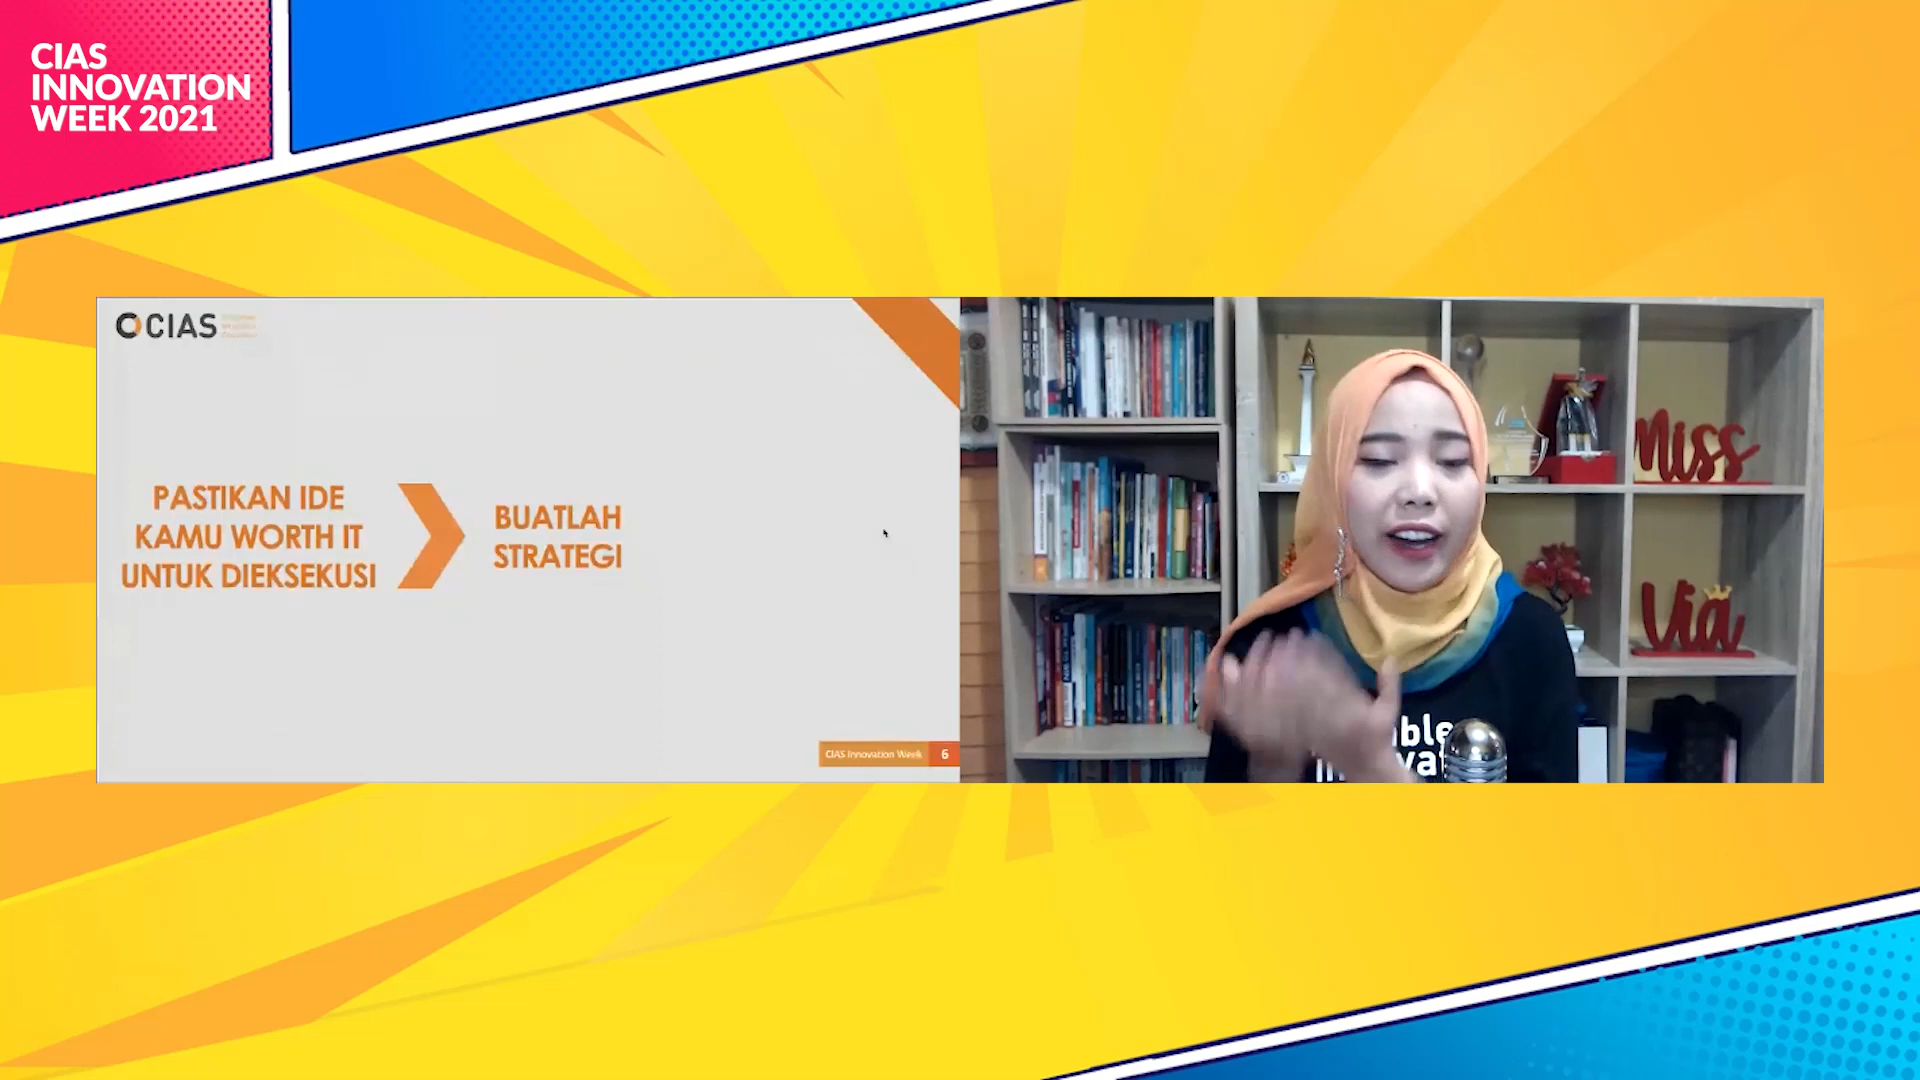 CIAS
INNOVATION
WEEK 2021
CIAS
PASTIKAN IDE
KAMU WORTH IT
UNTUK DIEKSEKUSI
BUATLAH
STRATEGI
CIAS Innovation Week 6
Miss
Via